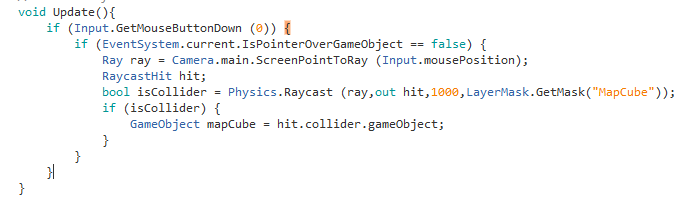 void Update(){
if (Input.GetMouseButtonDown (0)) {
if (EventSystem.current.IsPointerOverGameObject == false) {
Ray ray = Camera.main.ScreenPointToRay (Input.mousePosition);
RaycastHit hit;
bool isCollider = Physics.Raycast (ray,out hit,1000,LayerMask.GetMask("MapCube"));
if (isCollider) {
GameObject mapCube = hit.collider.gameObject;
}
}
}
}